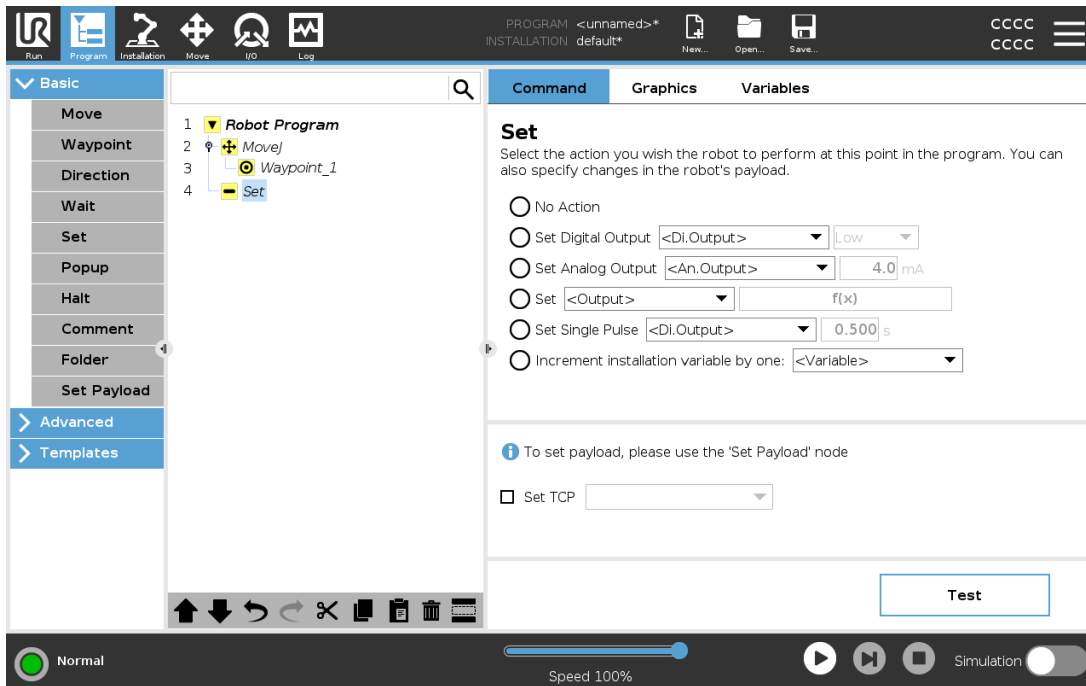 PROGRAM <unnamed>*
INSTALLATION default*
CCCC
CCCC
Run Program Installation Move I/O Log New... Open... Save...
Basic
Move
Waypoint
Direction
Wait
Set
Popup
Halt
Comment
Folder
Set Payload
Advanced
Templates
1 Robot Program
2 MoveJ
3 Waypoint_1
4 Set
Command Graphics Variables
Set
Select the action you wish the robot to perform at this point in the program. You can
also specify changes in the robot's payload.
No Action
Set Digital Output <Di.Output> Low
Set Analog Output <An.Output> 4.0 mA
Set <Output> f(x)
Set Single Pulse <Di.Output> 0.500 s
Increment installation variable by one: <Variable>
To set payload, please use the 'Set Payload' node
Set TCP
Test
Normal
Speed 100%
Simulation